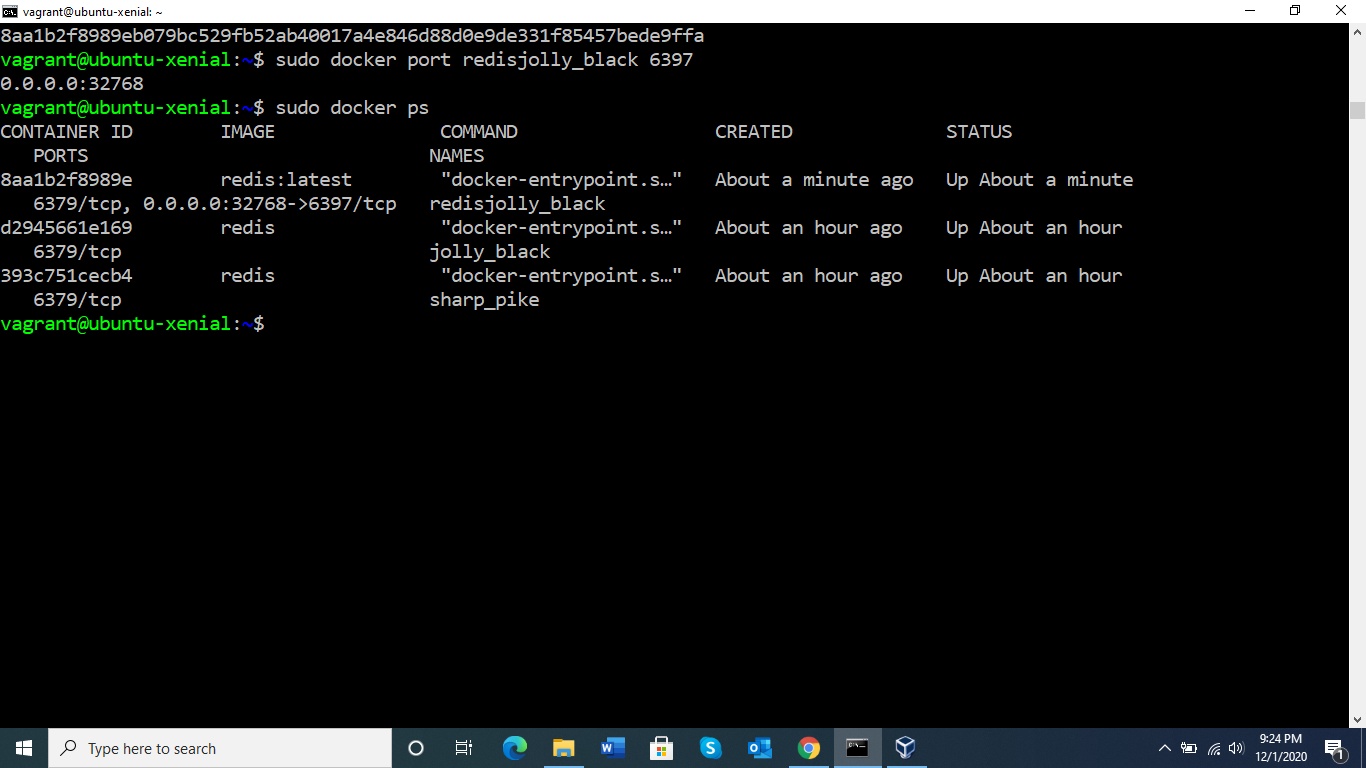 vagrant@ubuntu-xenial: ~
8aa1b2f8989eb079bc529fb52ab40017a4e846d88d0e9de331f85457bede9ffa
vagrant@ubuntu-xenial:~$ sudo docker port redisjolly_black 6397
0.0.0.0:32768
vagrant@ubuntu-xenial:~$ sudo docker ps
CONTAINER ID        IMAGE               COMMAND                  CREATED              STATUS
   PORTS                               NAMES
8aa1b2f8989e        redis:latest        "docker-entrypoint.s…"   About a minute ago   Up About a minute
   6379/tcp, 0.0.0.0:32768->6397/tcp   redisjolly_black
d2945661e169        redis               "docker-entrypoint.s…"   About an hour ago    Up About an hour
   6379/tcp                            jolly_black
393c751cecb4        redis               "docker-entrypoint.s…"   About an hour ago    Up About an hour
   6379/tcp                            sharp_pike
vagrant@ubuntu-xenial:~$
Type here to search
9:24 PM
12/1/2020
1